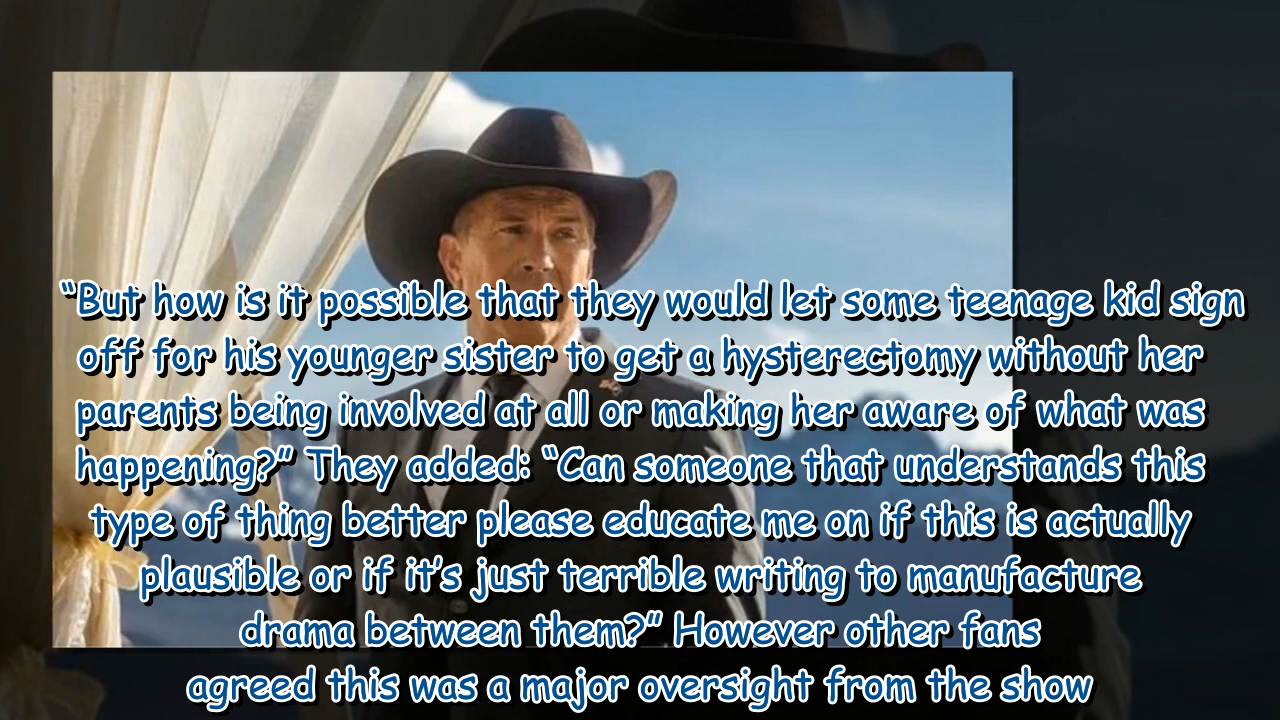 “But how is it possible that they would let some teenage kid sign
off for his younger sister to get a hysterectomy without her
parents being involved at all or making her aware of what was
happening?” They added: “Can someone that understands this
type of thing better please educate me on if this is actually
plausible or if it’s just terrible writing to manufacture
drama between them?” However other fans
agreed this was a major oversight from the show